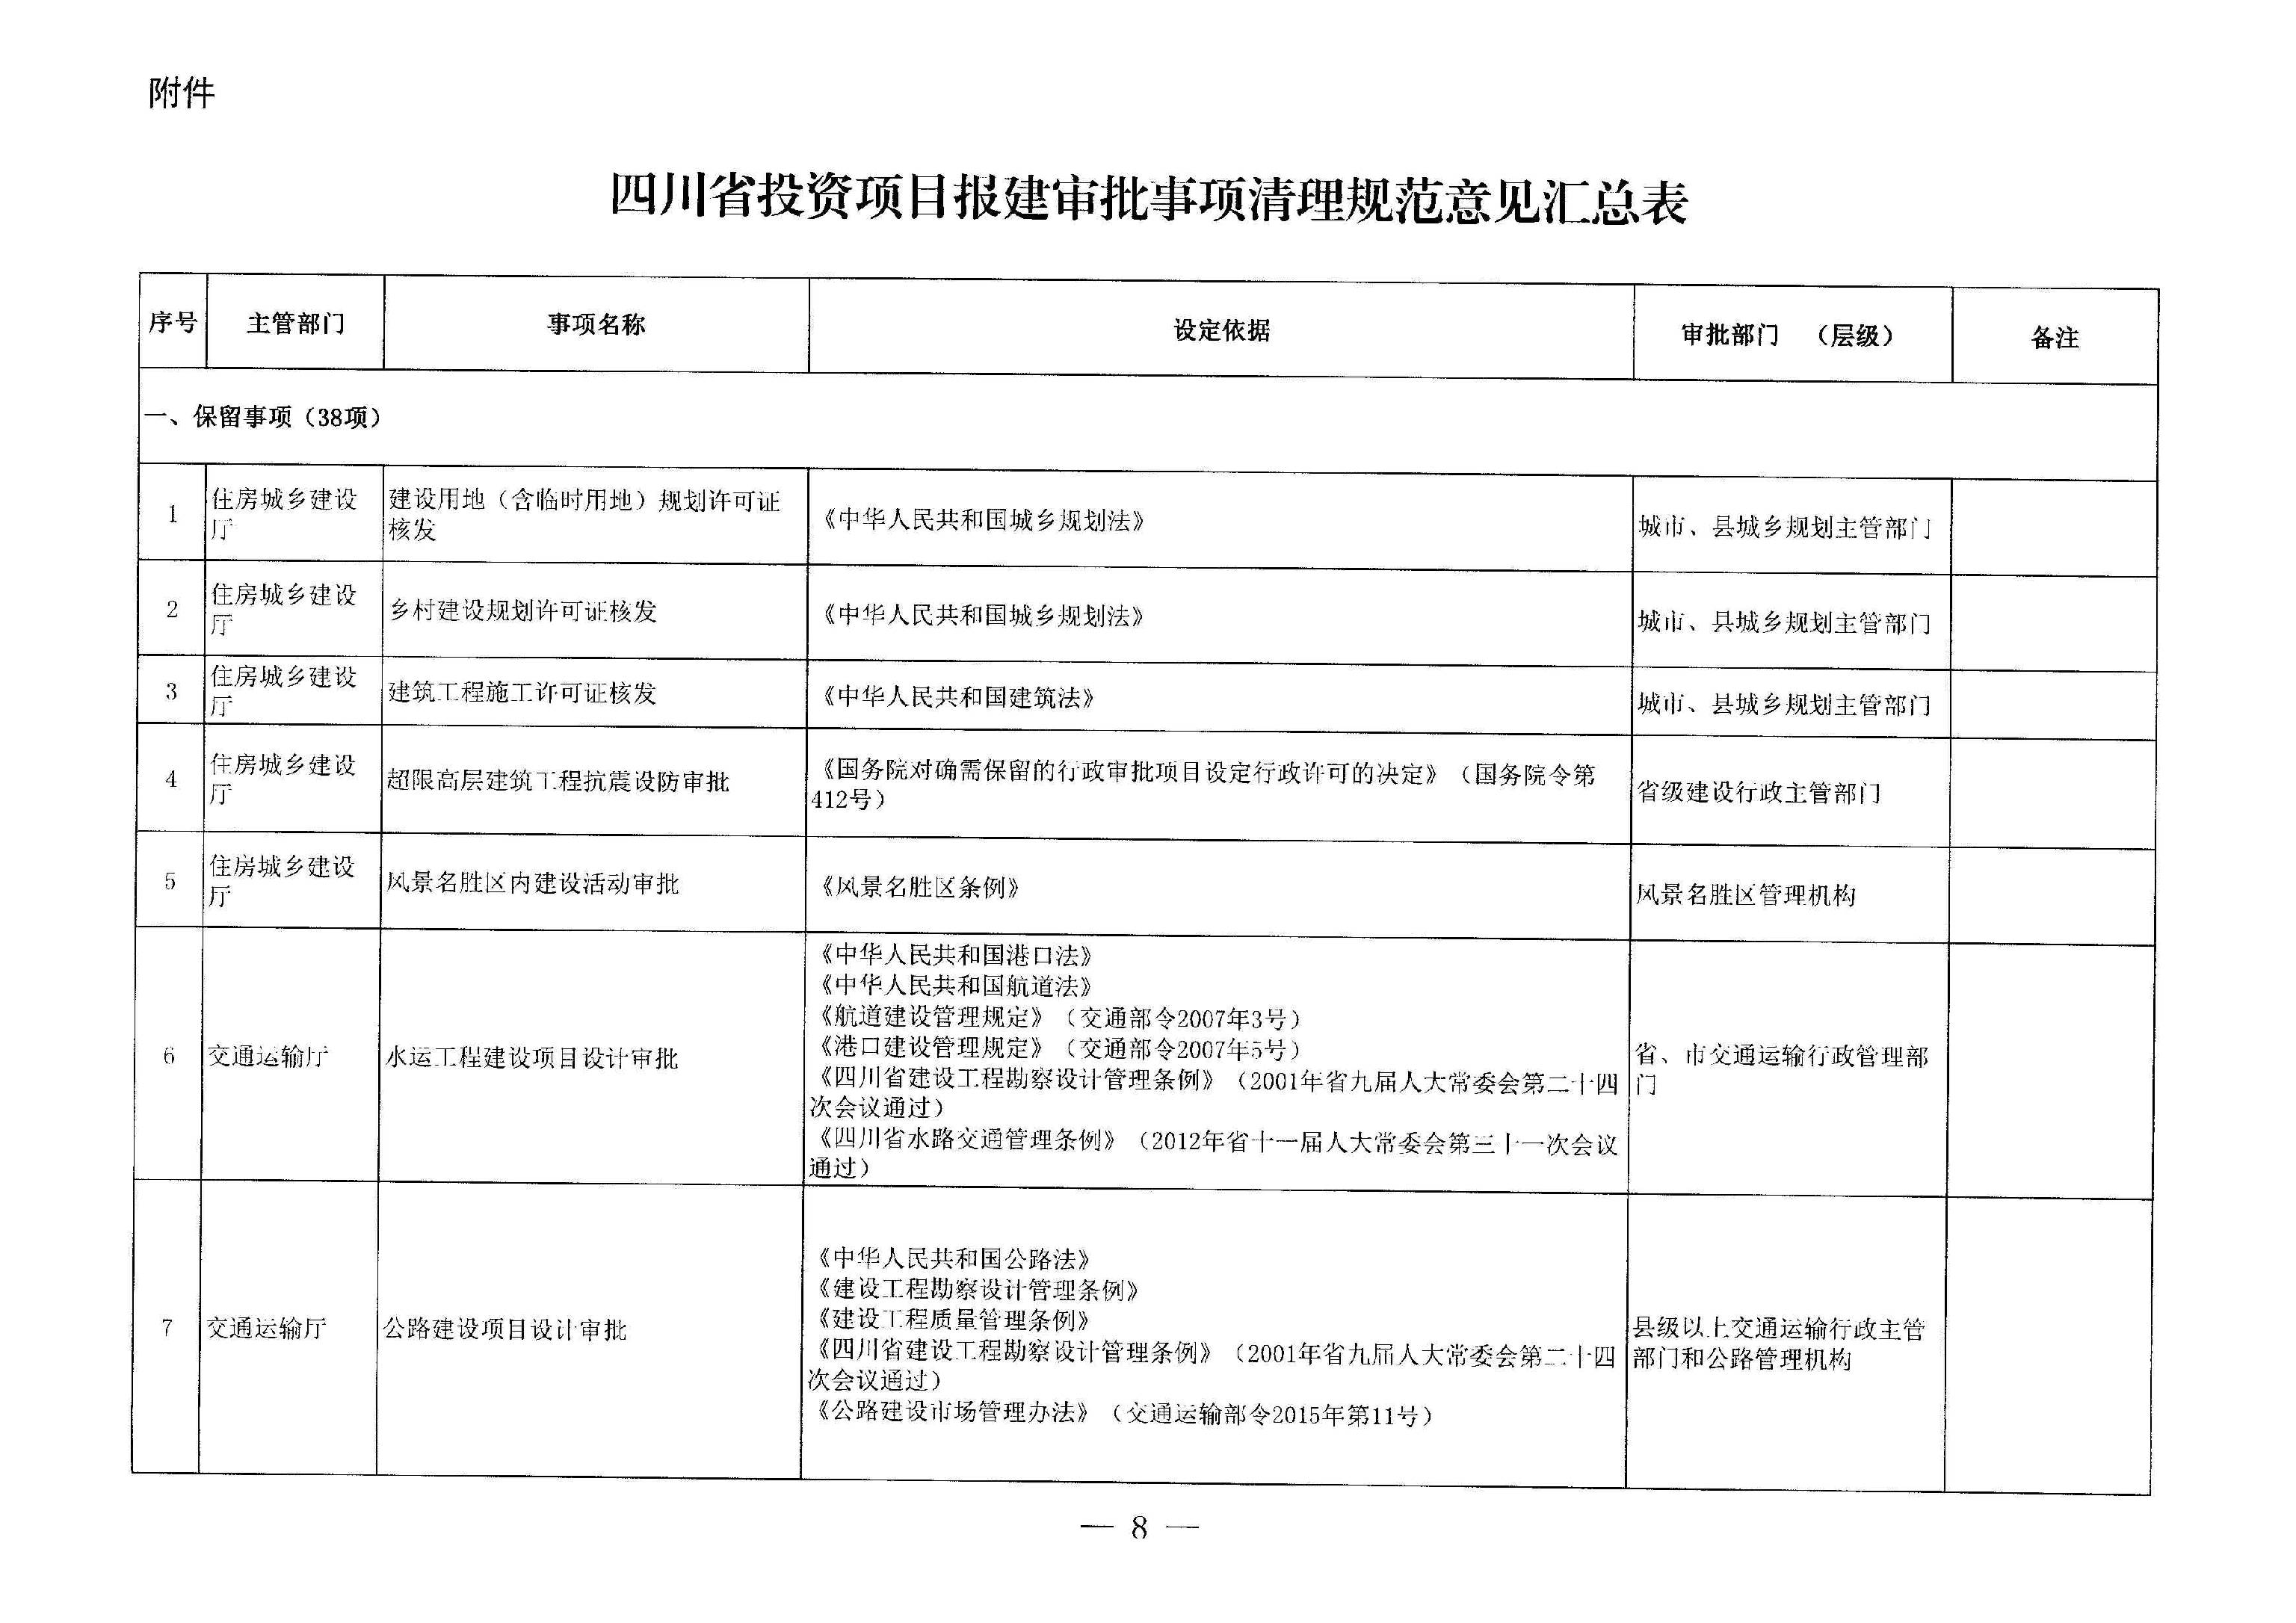 附件
四川省投资项目报建审批事项清理规范意见汇总表
序号 主管部门 事项名称 设定依据 审批部门 （层级） 备注
一、保留事项（38项）
1 住房城乡建设厅 建设用地（含临时用地）规划许可证核发 《中华人民共和国城乡规划法》 城市、县城乡规划主管部门
2 住房城乡建设厅 乡村建设规划许可证核发 《中华人民共和国城乡规划法》 城市、县城乡规划主管部门
3 住房城乡建设厅 建筑工程施工许可证核发 《中华人民共和国建筑法》 城市、县城乡规划主管部门
4 住房城乡建设厅 超限高层建筑工程抗震设防审批 《国务院对确需保留的行政审批项目设定行政许可的决定》（国务院令第412号） 省级建设行政主管部门
5 住房城乡建设厅 风景名胜区内建设活动审批 《风景名胜区条例》 风景名胜区管理机构
6 交通运输厅 水运工程建设项目设计审批
《中华人民共和国港口法》
《中华人民共和国航道法》
《航道建设管理规定》（交通部令2007年3号）
《港口建设管理规定》（交通部令2007年5号）
《四川省建设工程勘察设计管理条例》（2001年省九届人大常委会第二十四
次会议通过）
《四川省水路交通管理条例》（2012年省十一届人大常委会第三十一次会议
通过）
省、市交通运输行政管理部
门
7 交通运输厅 公路建设项目设计审批
《中华人民共和国公路法》
《建设工程勘察设计管理条例》
《建设工程质量管理条例》
《四川省建设工程勘察设计管理条例》（2001年省九届人大常委会第二十四
次会议通过）
《公路建设市场管理办法》（交通运输部令2015年第11号）
县级以上交通运输行政主管
部门和公路管理机构
— 8 —